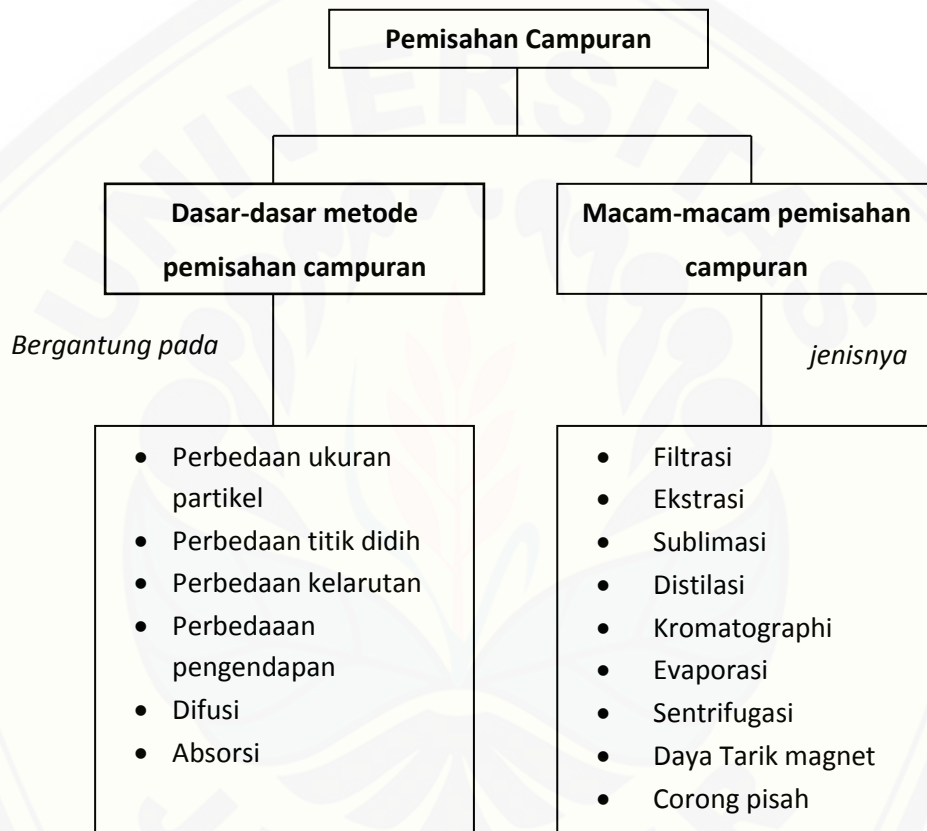 Pemisahan Campuran
Dasar-dasar metode
pemisahan campuran
Macam-macam pemisahan
campuran
Bergantung pada
jenisnya
• Perbedaan ukuran
partikel
• Perbedaan titik didih
• Perbedaan kelarutan
• Perbedaaan
pengendapan
• Difusi
• Absorsi
• Filtrasi
• Ekstrasi
• Sublimasi
• Distilasi
• Kromatographi
• Evaporasi
• Sentrifugasi
• Daya Tarik magnet
• Corong pisah
UNIVERSITAS